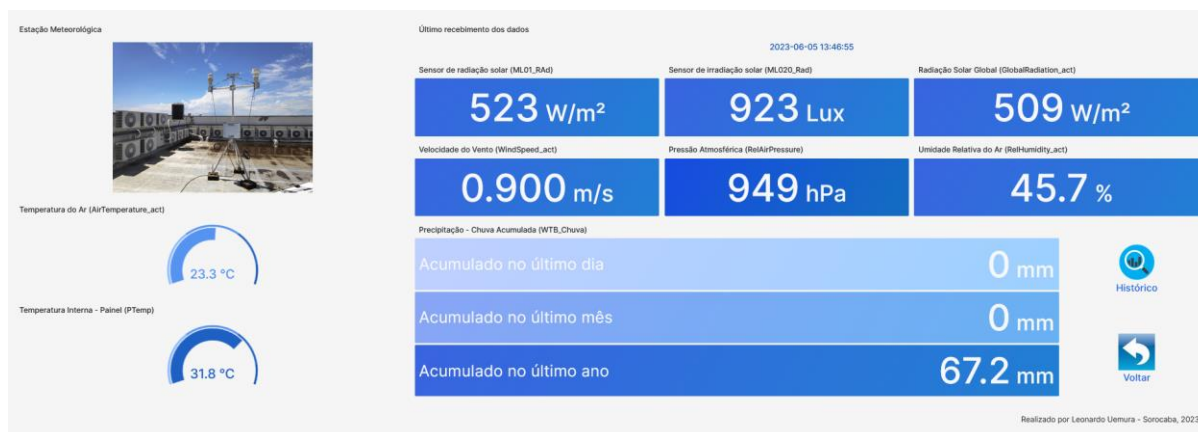 Estação Meteorológica
Temperatura do Ar (AirTemperature_act)
23.3 °C
Temperatura Interna - Painel (PTemp)
31.8 °C
Último recebimento dos dados
2023-06-05 13:46:55
Sensor de radiação solar (ML01_RAd)
523 W/m²
Sensor de irradiação solar (ML020_Rad)
923 Lux
Radiação Solar Global (GlobalRadiation_act)
509 W/m²
Velocidade do Vento (WindSpeed_act)
0.900 m/s
Pressão Atmosférica (RelAirPressure)
949 hPa
Umidade Relativa do Ar (RelHumidity_act)
45.7 %
Precipitação - Chuva Acumulada (WTB_Chuva)
Acumulado no último dia 0 mm
Acumulado no último mês 0 mm
Acumulado no último ano 67.2 mm
Histórico
Voltar
Realizado por Leonardo Uemura - Sorocaba, 2023